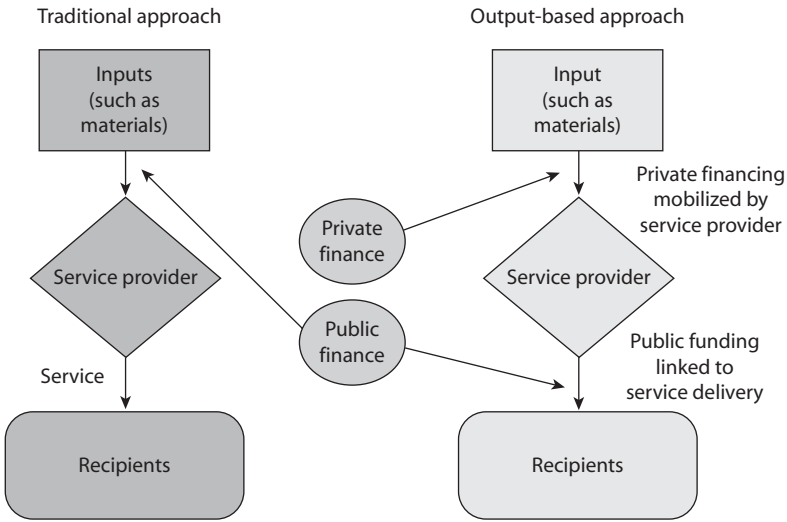 Traditional approach
Inputs
(such as
materials)
Service provider
Service
Recipients
Private
finance
Public
finance
Output-based approach
Input
(such as
materials)
Private financing
mobilized by
service provider
Service provider
Public funding
linked to
service delivery
Recipients